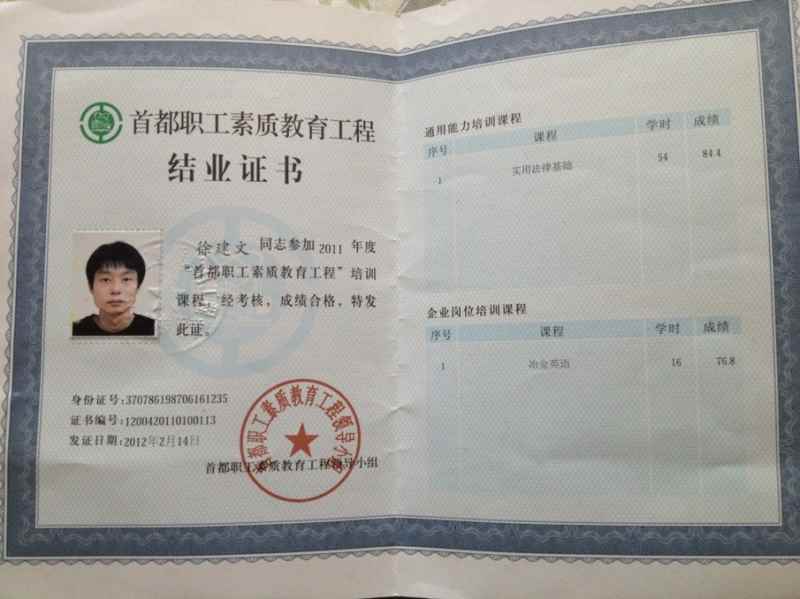 首都职工素质教育工程
结业证书
徐建文 同志参加 2011 年度
“首都职工素质教育工程”培训
课程，经考核，成绩合格，特发
此证。
身份证号:370786198706161235
证书编号:1200420110100113
发证日期:2012年2月14日
首都职工素质教育工程领导小组
首都职工素质教育工程领导小组
通用能力培训课程
序号 课程 学时 成绩
1 实用法律基础 54 84.4
企业岗位培训课程
序号 课程 学时 成绩
1 冶金英语 16 76.8